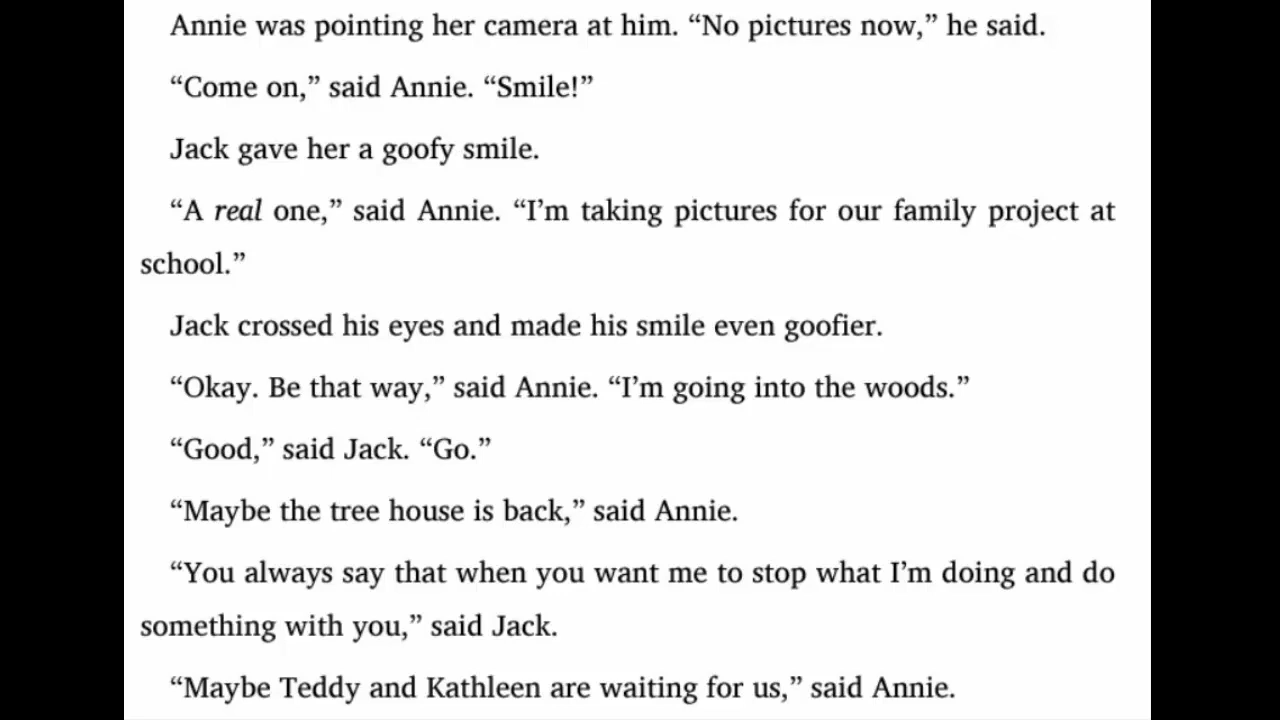 Annie was pointing her camera at him. “No pictures now,” he said.
“Come on,” said Annie. “Smile!”
Jack gave her a goofy smile.
“A real one,” said Annie. “I’m taking pictures for our family project at
school.”
Jack crossed his eyes and made his smile even goofier.
“Okay. Be that way,” said Annie. “I’m going into the woods.”
“Good,” said Jack. “Go.”
“Maybe the tree house is back,” said Annie.
“You always say that when you want me to stop what I’m doing and do
something with you,” said Jack.
“Maybe Teddy and Kathleen are waiting for us,” said Annie.